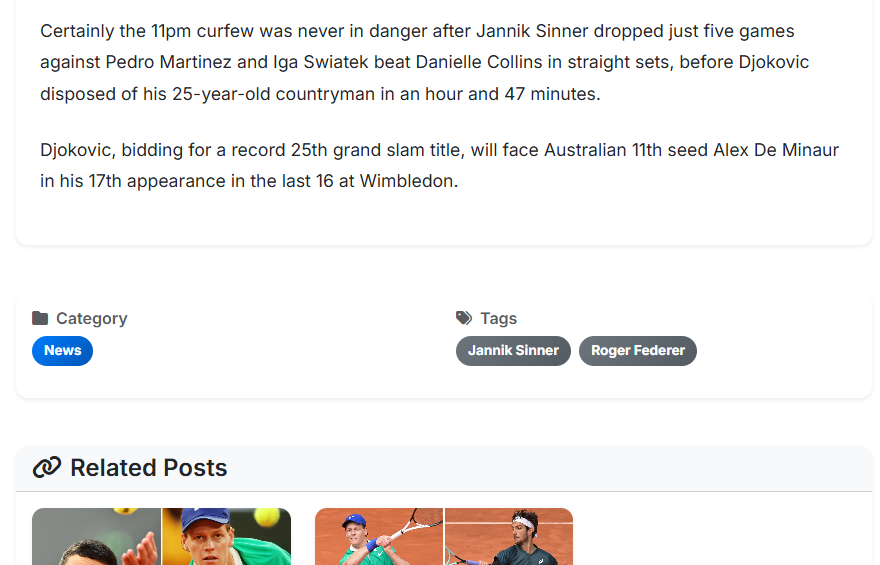 Certainly the 11pm curfew was never in danger after Jannik Sinner dropped just five games
against Pedro Martinez and Iga Swiatek beat Danielle Collins in straight sets, before Djokovic
disposed of his 25-year-old countryman in an hour and 47 minutes.
Djokovic, bidding for a record 25th grand slam title, will face Australian 11th seed Alex De Minaur
in his 17th appearance in the last 16 at Wimbledon.
Category
News
Tags
Jannik Sinner Roger Federer
Related Posts